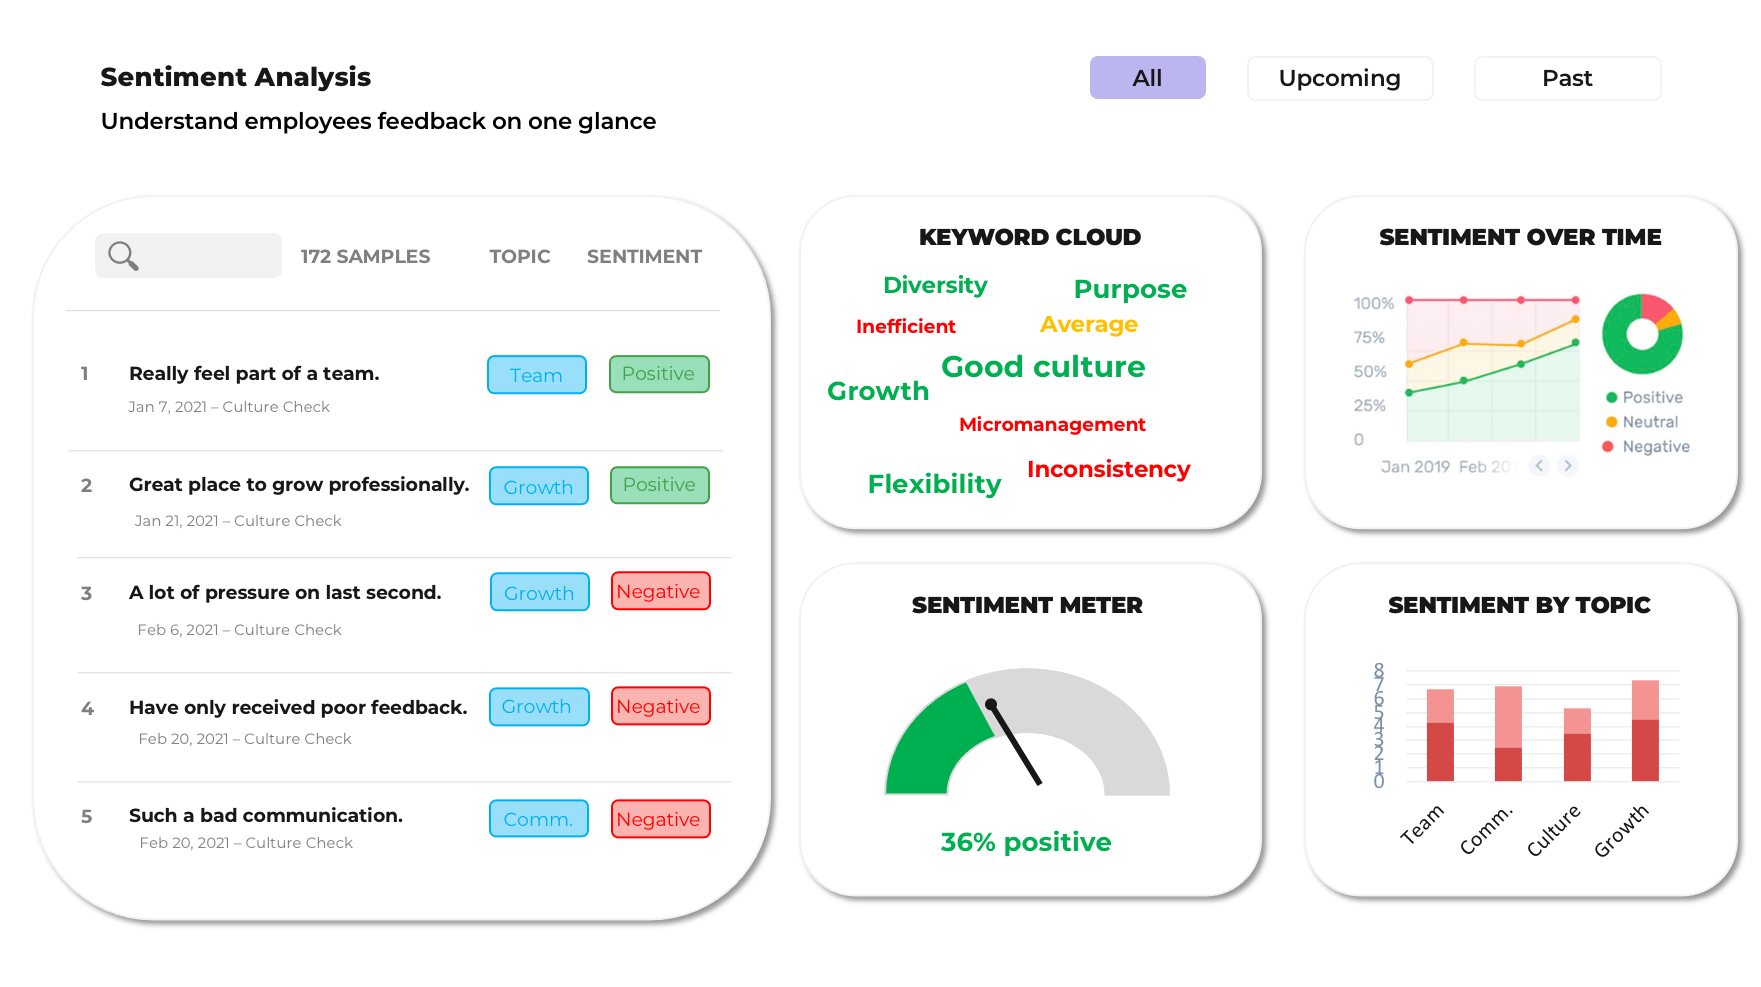 Sentiment Analysis
Understand employees feedback on one glance
All
Upcoming
Past
172 SAMPLES
TOPIC
SENTIMENT
1
Really feel part of a team.
Team
Positive
Jan 7, 2021 – Culture Check
2
Great place to grow professionally.
Growth
Positive
Jan 21, 2021 – Culture Check
3
A lot of pressure on last second.
Growth
Negative
Feb 6, 2021 – Culture Check
4
Have only received poor feedback.
Growth
Negative
Feb 20, 2021 – Culture Check
5
Such a bad communication.
Comm.
Negative
Feb 20, 2021 – Culture Check
KEYWORD CLOUD
Diversity
Purpose
Inefficient
Average
Good culture
Growth
Micromanagement
Inconsistency
Flexibility
SENTIMENT OVER TIME
100%
75%
50%
25%
0
Jan 2019
Feb 20
Positive
Neutral
Negative
SENTIMENT METER
36% positive
SENTIMENT BY TOPIC
8
7
6
5
4
3
2
1
0
Team
Comm.
Culture
Growth